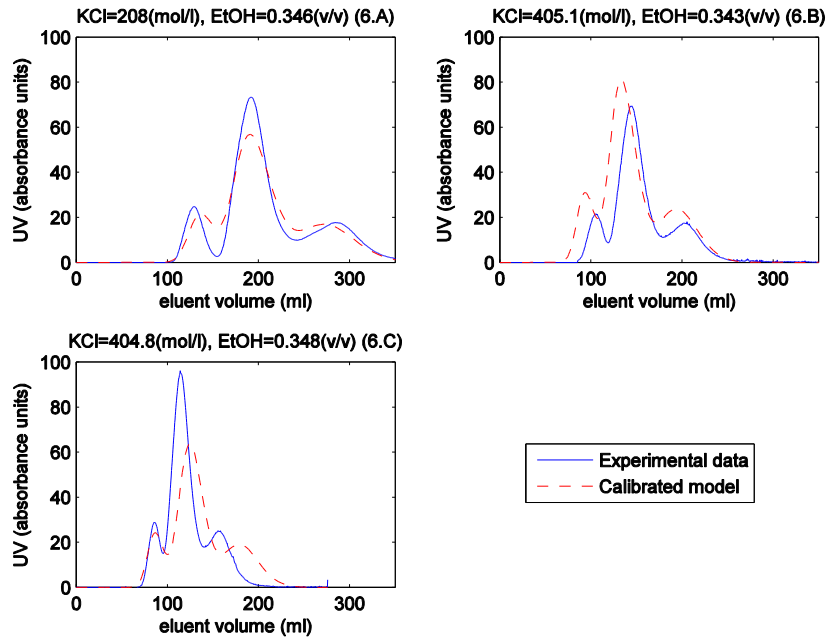 KCl=208(mol/l), EtOH=0.346(v/v) (6.A)
100
80
60
40
20
0
UV (absorbance units)
0 100 200 300
eluent volume (ml)
KCl=405.1(mol/l), EtOH=0.343(v/v) (6.B)
100
80
60
40
20
0
UV (absorbance units)
0 100 200 300
eluent volume (ml)
KCl=404.8(mol/l), EtOH=0.348(v/v) (6.C)
100
80
60
40
20
0
UV (absorbance units)
0 100 200 300
eluent volume (ml)
Experimental data
Calibrated model